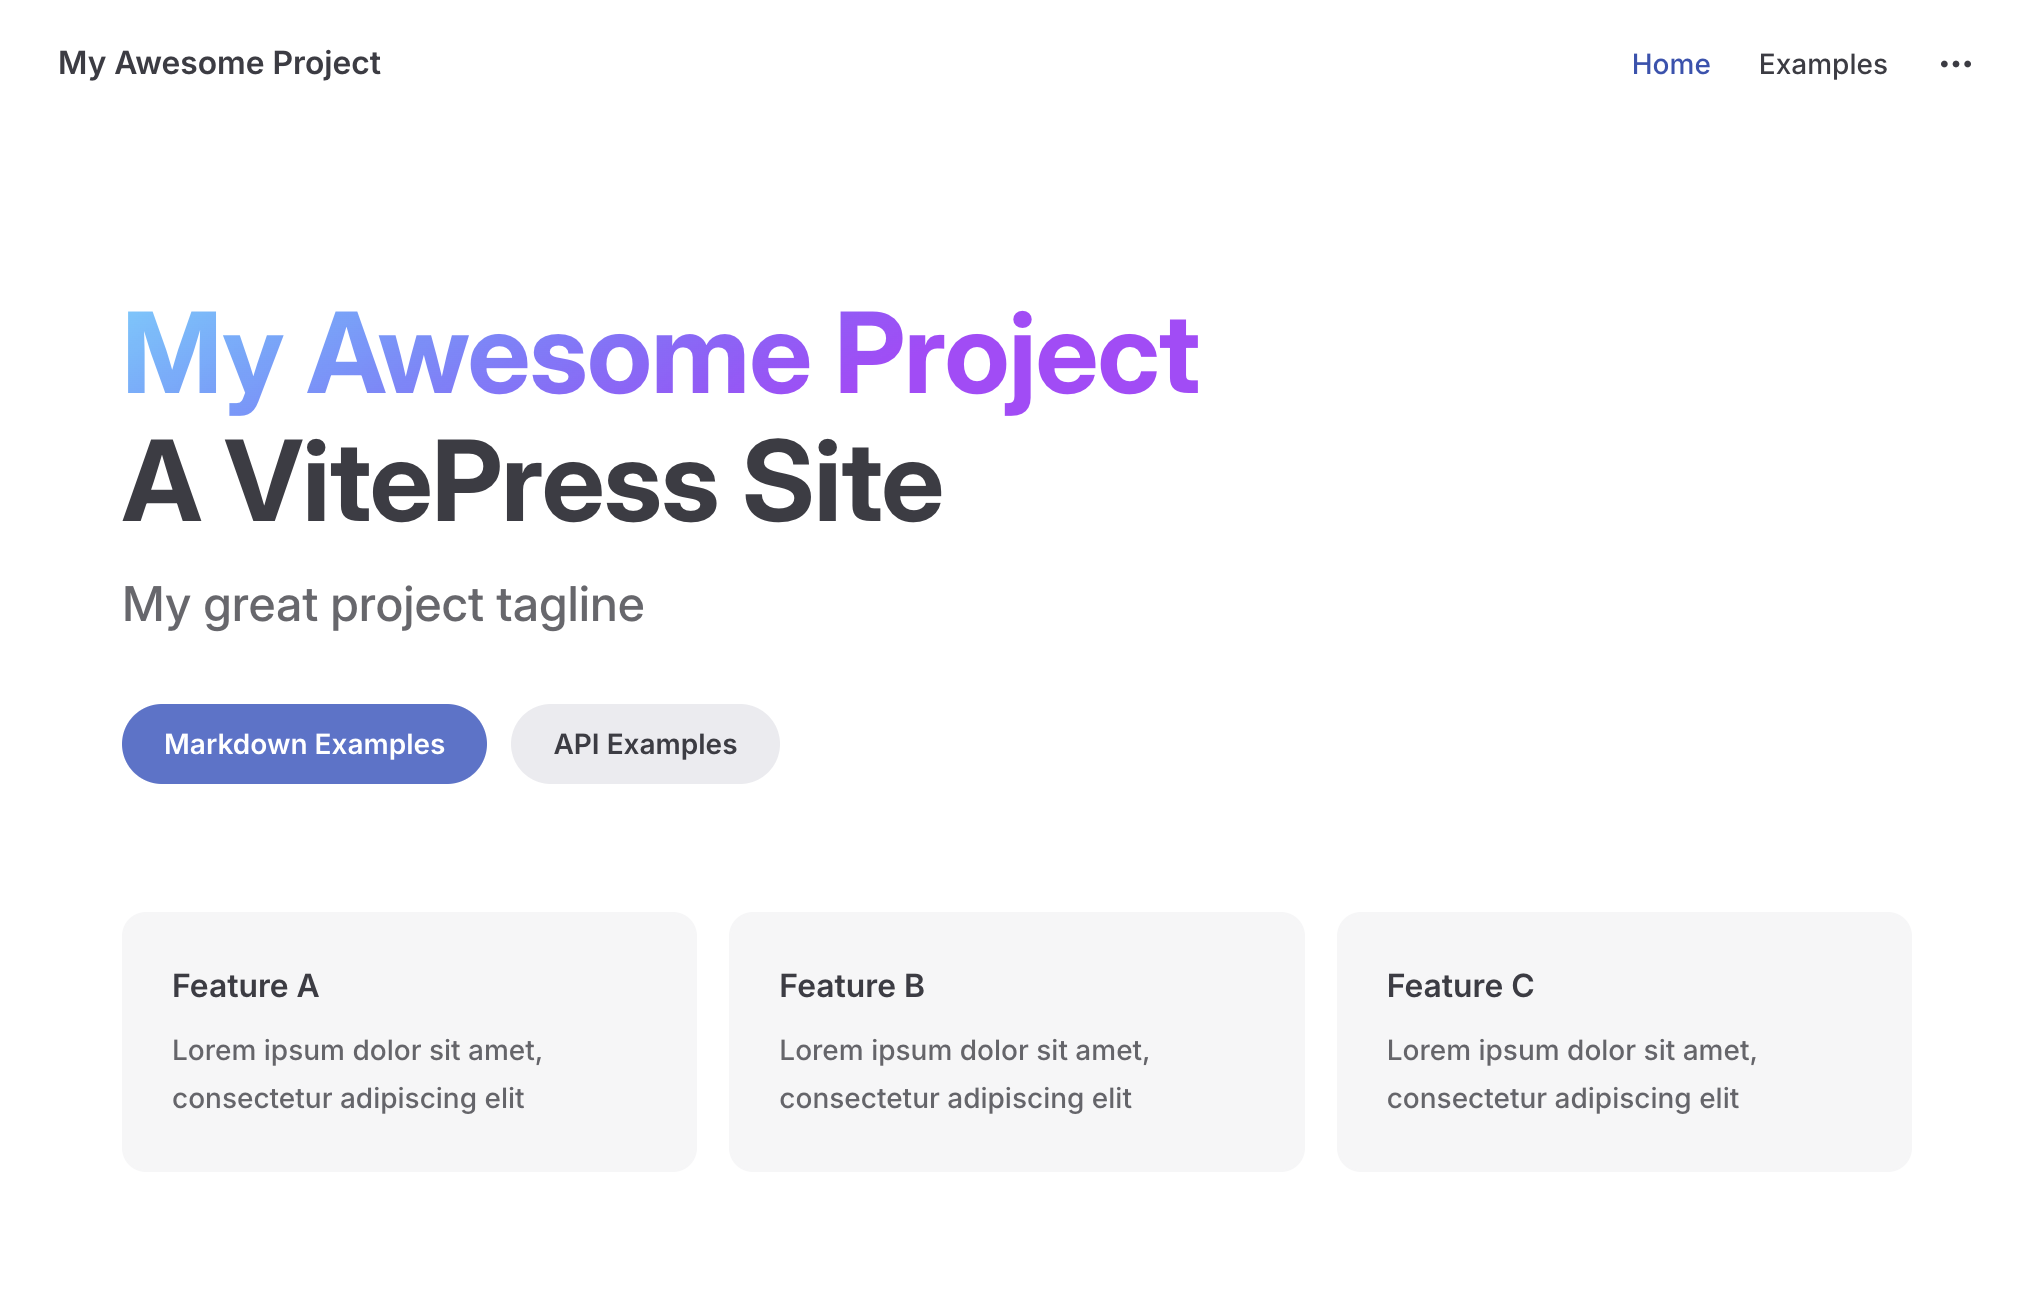 My Awesome Project
Home
Examples
My Awesome Project
A VitePress Site
My great project tagline
Markdown Examples
API Examples
Feature A
Lorem ipsum dolor sit amet,
consectetur adipiscing elit
Feature B
Lorem ipsum dolor sit amet,
consectetur adipiscing elit
Feature C
Lorem ipsum dolor sit amet,
consectetur adipiscing elit